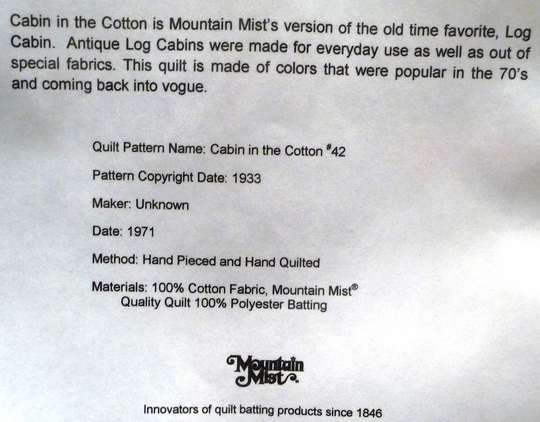 Cabin in the Cotton is Mountain Mist's version of the old time favorite, Log
Cabin. Antique Log Cabins were made for everyday use as well as out of
special fabrics. This quilt is made of colors that were popular in the 70's
and coming back into vogue.
Quilt Pattern Name: Cabin in the Cotton #42
Pattern Copyright Date: 1933
Maker: Unknown
Date: 1971
Method: Hand Pieced and Hand Quilted
Materials: 100% Cotton Fabric, Mountain Mist®
Quality Quilt 100% Polyester Batting
Mountain
Mist
Innovators of quilt batting products since 1846